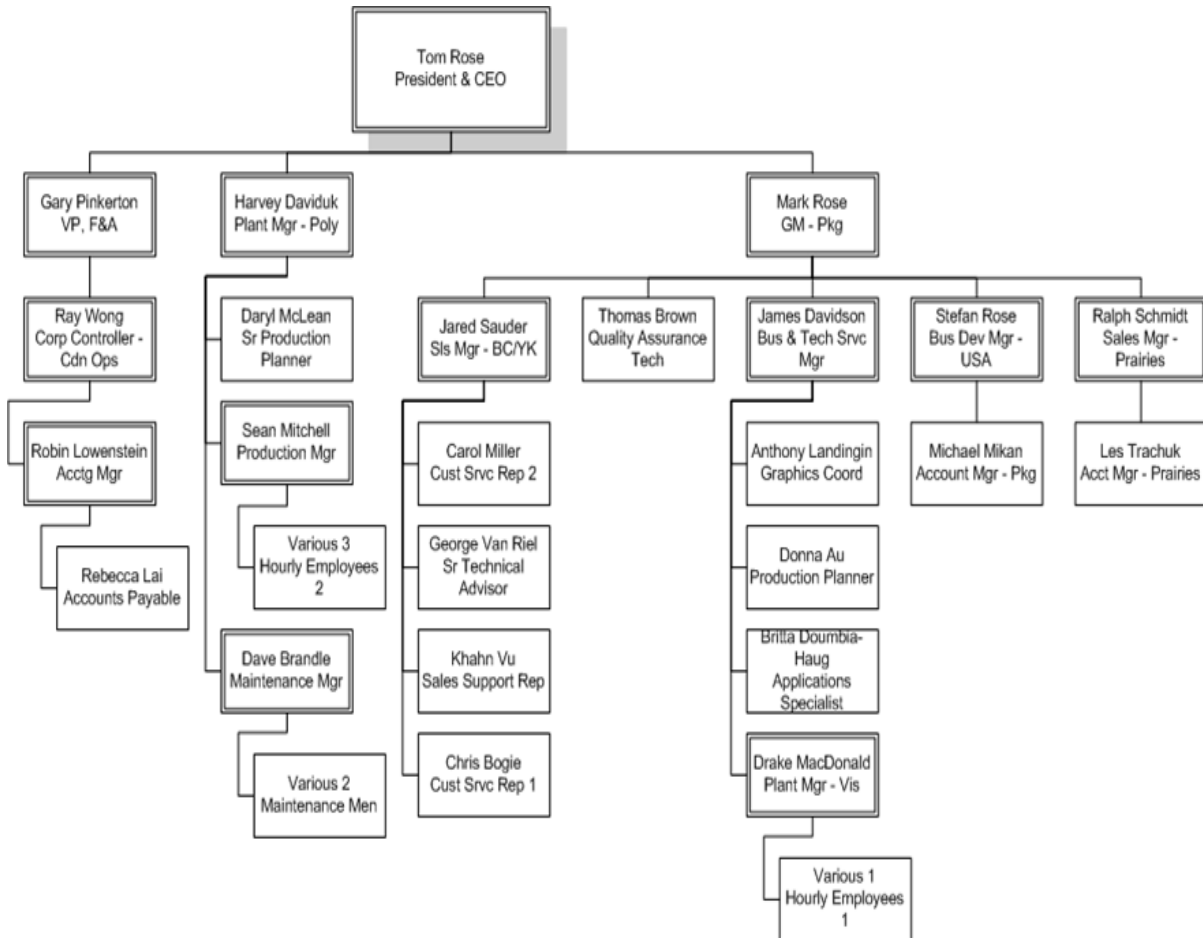 Tom Rose
President & CEO
Gary Pinkerton
VP, F&A
Harvey Daviduk
Plant Mgr - Poly
Mark Rose
GM - Pkg
Ray Wong
Corp Controller -
Cdn Ops
Daryl McLean
Sr Production
Planner
Jared Sauder
Sls Mgr - BC/YK
Thomas Brown
Quality Assurance
Tech
James Davidson
Bus & Tech Srvc
Mgr
Stefan Rose
Bus Dev Mgr -
USA
Ralph Schmidt
Sales Mgr -
Prairies
Robin Lowenstein
Acctg Mgr
Sean Mitchell
Production Mgr
Carol Miller
Cust Srvc Rep 2
Anthony Landingin
Graphics Coord
Michael Mikan
Account Mgr - Pkg
Les Trachuk
Acct Mgr - Prairies
Rebecca Lai
Accounts Payable
Various 3
Hourly Employees
2
George Van Riel
Sr Technical
Advisor
Donna Au
Production Planner
Dave Brandle
Maintenance Mgr
Khahn Vu
Sales Support Rep
Britta Doumbia-
Haug
Applications
Specialist
Various 2
Maintenance Men
Chris Bogie
Cust Srvc Rep 1
Drake MacDonald
Plant Mgr - Vis
Various 1
Hourly Employees
1